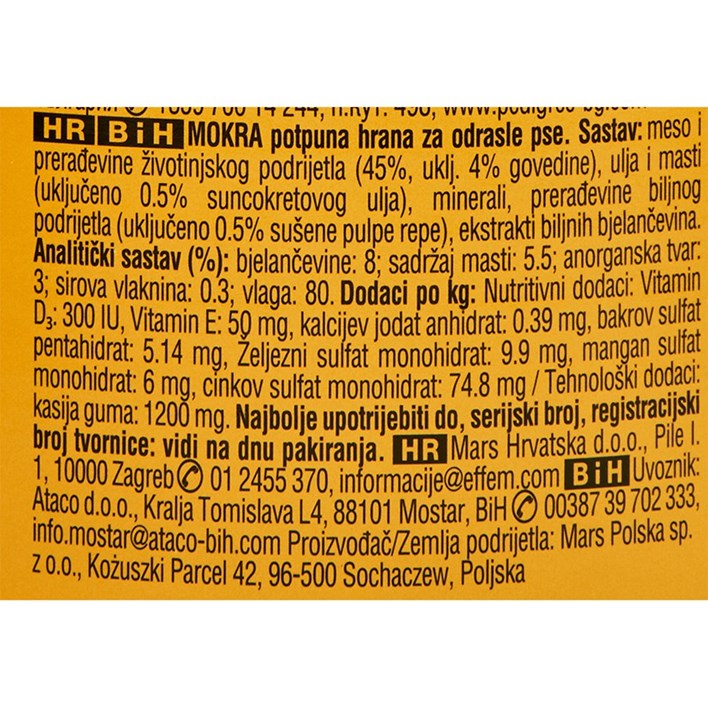 HR BiH MOKRA potpuna hrana za odrasle pse. Sastav: meso i
prerađevine životinjskog podrijetla (45%, uklj. 4% govedine), ulja i masti
(uključeno 0.5% suncokretovog ulja), minerali, prerađevine biljnog
podrijetla (uključeno 0.5% sušene pulpe repe), ekstrakti biljnih bjelančevina.
Analitički sastav (%): bjelančevine: 8; sadržaj masti: 5.5; anorganska tvar:
3; sirova vlaknina: 0.3; vlaga: 80. Dodaci po kg: Nutritivni dodaci: Vitamin
D₃: 300 IU, Vitamin E: 50 mg, kalcijev jodat anhidrat: 0.39 mg, bakrov sulfat
pentahidrat: 5.14 mg, Željezni sulfat monohidrat: 9.9 mg, mangan sulfat
monohidrat: 6 mg, cinkov sulfat monohidrat: 74.8 mg / Tehnološki dodaci:
kasija guma: 1200 mg. Najbolje upotrijebiti do, serijski broj, registracijski
broj tvornice: vidi na dnu pakiranja. HR Mars Hrvatska d.o.o., Pile I.
1, 10000 Zagreb ✆ 01 2455 370, informacije@effem.com BiH Uvoznik:
Ataco d.o.o., Kralja Tomislava L4, 88101 Mostar, BiH ✆ 00387 39 702 333,
info.mostar@ataco-bih.com Proizvođač/Zemlja podrijetla: Mars Polska sp.
z o.o., Kożuszki Parcel 42, 96-500 Sochaczew, Poljska